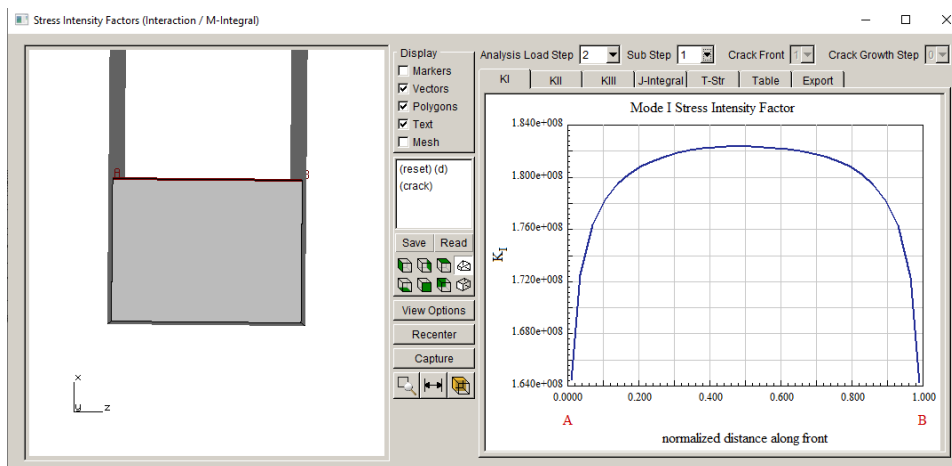 Stress Intensity Factors (Interaction / M-Integral)
Display
Markers
Vectors
Polygons
Text
Mesh
(reset) (d)
(crack)
Save Read
View Options
Recenter
Capture
A B
x
y z
Analysis Load Step 2 Sub Step 1 Crack Front 1 Crack Growth Step 0
KI KII KIII J-Integral T-Str Table Export
Mode I Stress Intensity Factor
1.840e+008
1.800e+008
1.760e+008
1.720e+008
1.680e+008
1.640e+008
KI
0.0000 0.200 0.400 0.600 0.800 1.000
A B
normalized distance along front